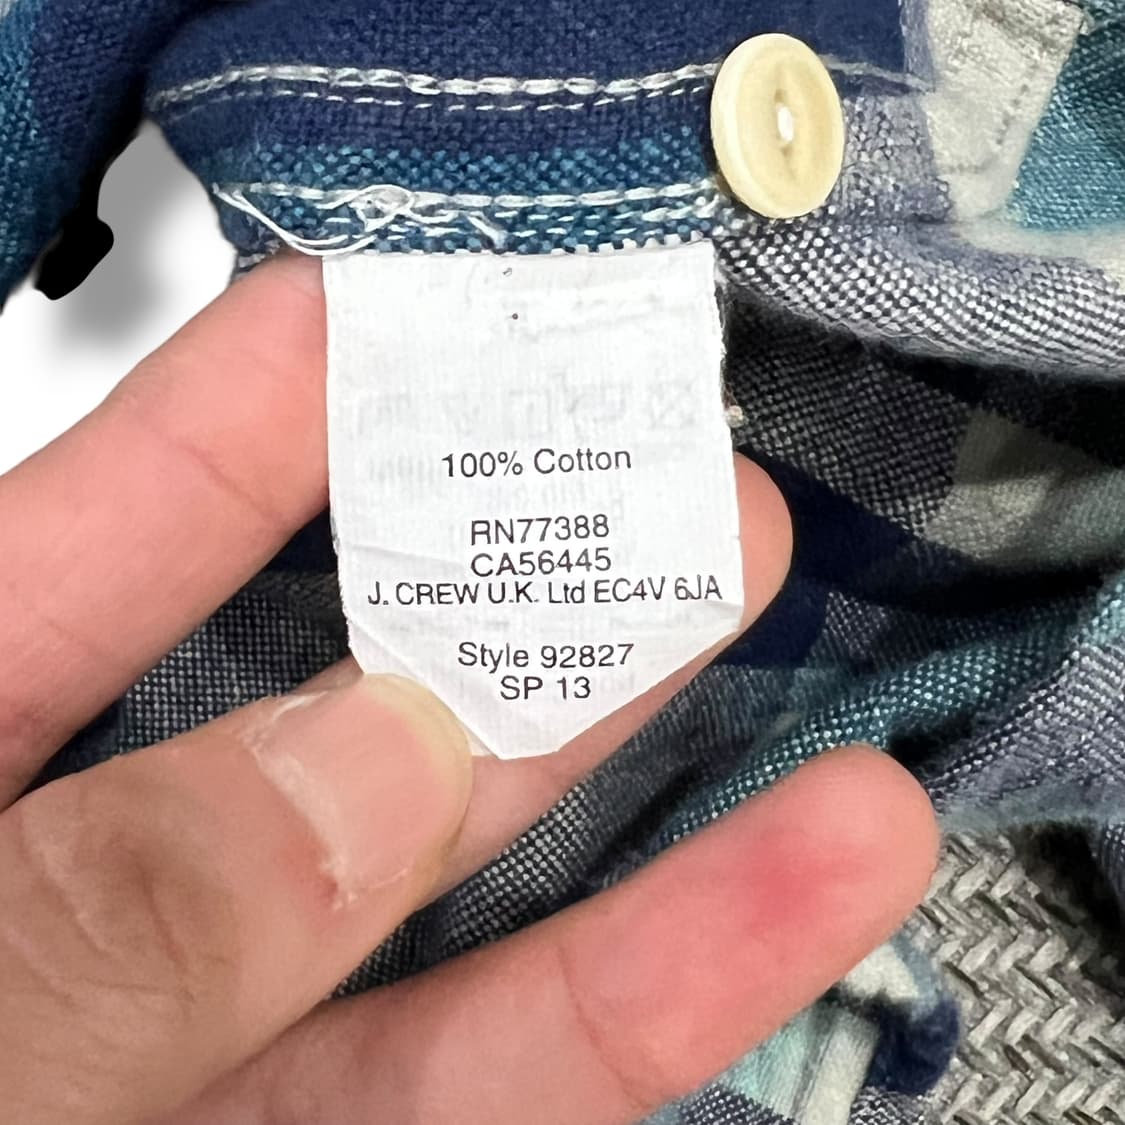 100% Cotton
RN77388
CA56445
J. CREW U.K. Ltd EC4V 6JA
Style 92827
SP 13